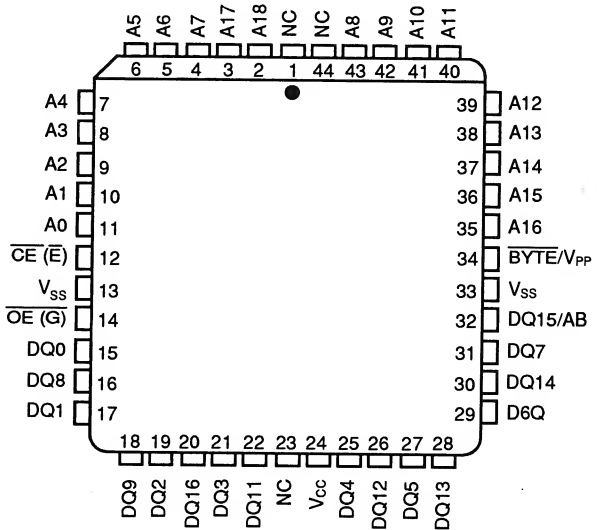 A5 A6 A7 A17 A18 NC NC A8 A9 A10 A11
6 5 4 3 2 1 44 43 42 41 40
A4 7 39 A12
A3 8 38 A13
A2 9 37 A14
A1 10 36 A15
A0 11 35 A16
CE (E) 12 34 BYTE/VPP
VSS 13 33 VSS
OE (G) 14 32 DQ15/AB
DQ0 15 31 DQ7
DQ8 16 30 DQ14
DQ1 17 29 D6Q
18 19 20 21 22 23 24 25 26 27 28
DQ9 DQ2 DQ16 DQ3 DQ11 NC Vcc DQ4 DQ12 DQ5 DQ13